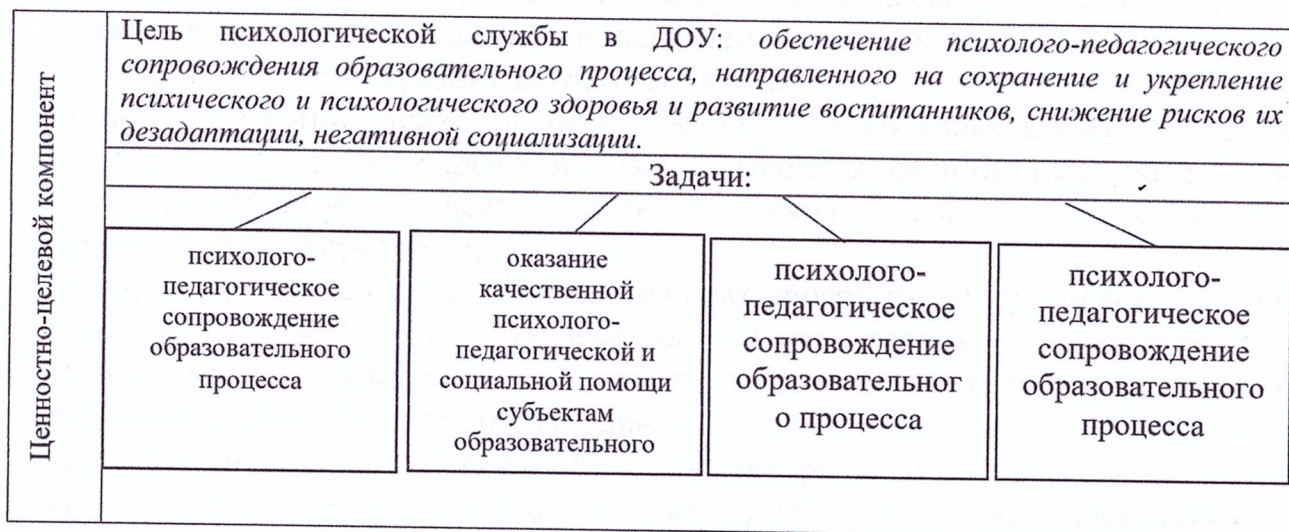 Ценностно-целевой компонент
Цель психологической службы в ДОУ: обеспечение психолого-педагогического
сопровождения образовательного процесса, направленного на сохранение и укрепление
психического и психологического здоровья и развитие воспитанников, снижение рисков их
дезадаптации, негативной социализации.
Задачи:
психолого-
педагогическое
сопровождение
образовательного
процесса
оказание
качественной
психолого-
педагогической и
социальной помощи
субъектам
образовательного
психолого-
педагогическое
сопровождение
образовательног
о процесса
психолого-
педагогическое
сопровождение
образовательного
процесса